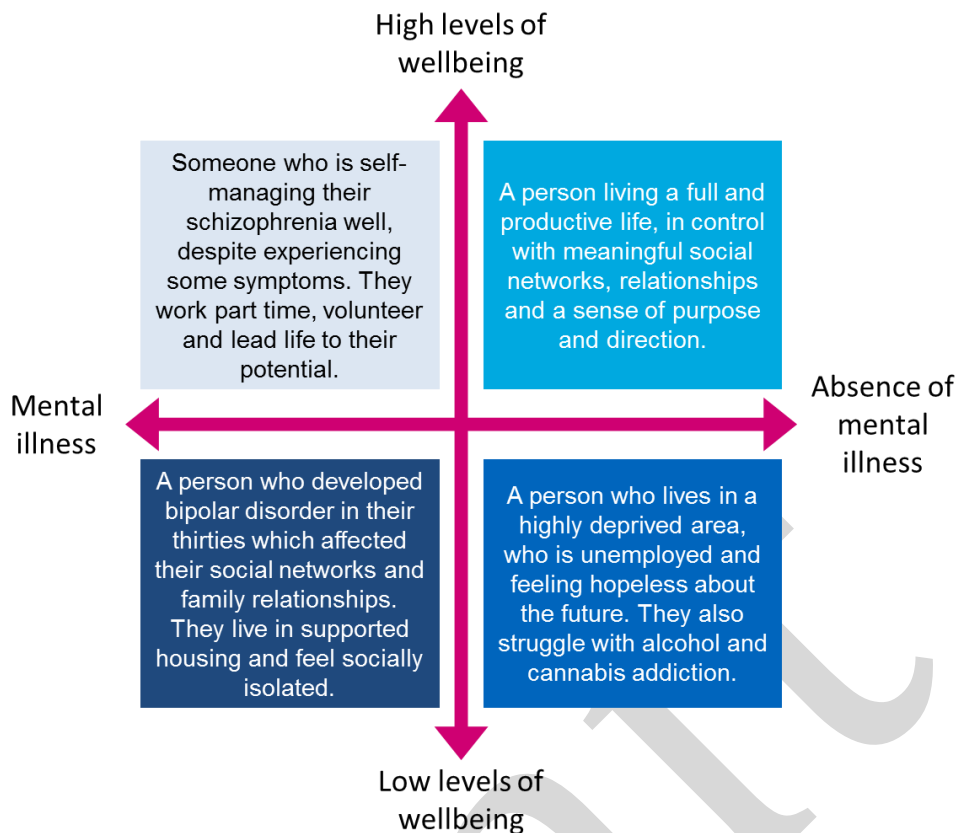 High levels of
wellbeing
Someone who is self-
managing their
schizophrenia well,
despite experiencing
some symptoms. They
work part time, volunteer
and lead life to their
potential.
A person living a full and
productive life, in control
with meaningful social
networks, relationships
and a sense of purpose
and direction.
Mental
illness
Absence of
mental
illness
A person who developed
bipolar disorder in their
thirties which affected
their social networks and
family relationships.
They live in supported
housing and feel socially
isolated.
A person who lives in a
highly deprived area,
who is unemployed and
feeling hopeless about
the future. They also
struggle with alcohol and
cannabis addiction.
Low levels of
wellbeing